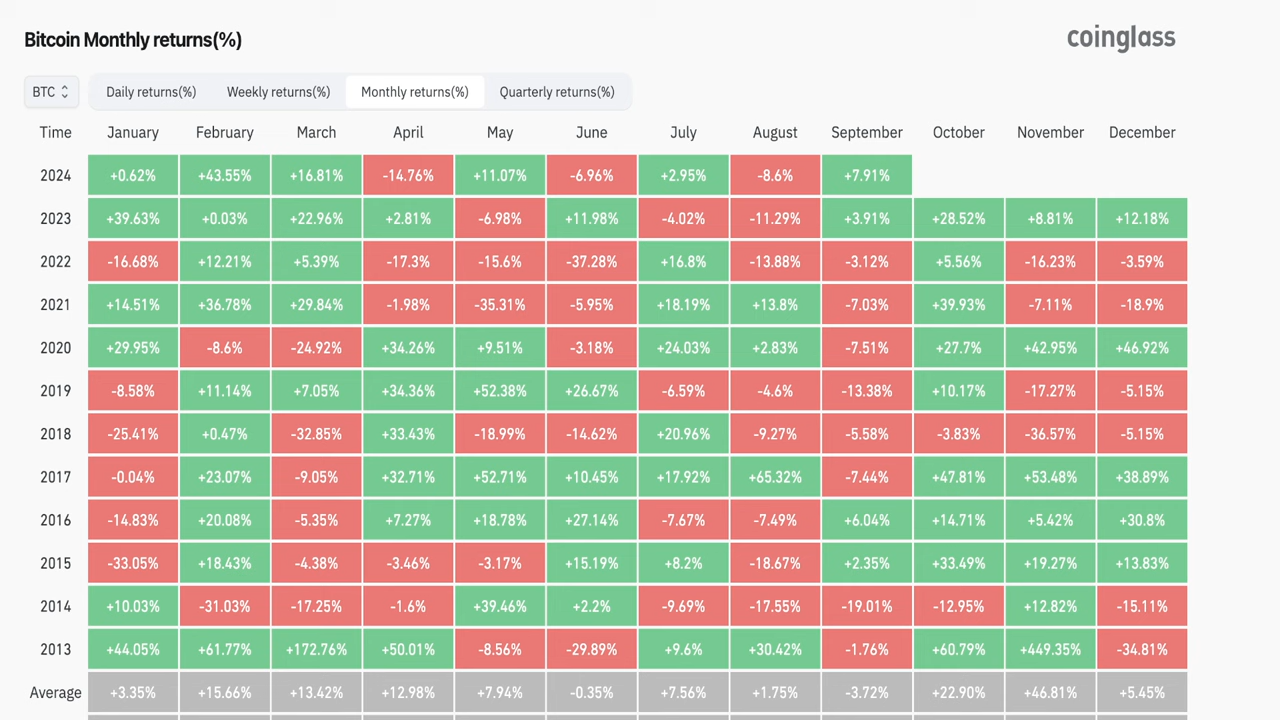 Bitcoin Monthly returns(%)
coinglass
BTC Daily returns(%) Weekly returns(%) Monthly returns(%) Quarterly returns(%)
Time January February March April May June July August September October November December
2024 +0.62% +43.55% +16.81% -14.76% +11.07% -6.96% +2.95% -8.6% +7.91%
2023 +39.63% +0.03% +22.96% +2.81% -6.98% +11.98% -4.02% -11.29% +3.91% +28.52% +8.81% +12.18%
2022 -16.68% +12.21% +5.39% -17.3% -15.6% -37.28% +16.8% -13.88% -3.12% +5.56% -16.23% -3.59%
2021 +14.51% +36.78% +29.84% -1.98% -35.31% -5.95% +18.19% +13.8% -7.03% +39.93% -7.11% -18.9%
2020 +29.95% -8.6% -24.92% +34.26% +9.51% -3.18% +24.03% +2.83% -7.51% +27.7% +42.95% +46.92%
2019 -8.58% +11.14% +7.05% +34.36% +52.38% +26.67% -6.59% -4.6% -13.38% +10.17% -17.27% -5.15%
2018 -25.41% +0.47% -32.85% +33.43% -18.99% -14.62% +20.96% -9.27% -5.58% -3.83% -36.57% -5.15%
2017 -0.04% +23.07% -9.05% +32.71% +52.71% +10.45% +17.92% +65.32% -7.44% +47.81% +53.48% +38.89%
2016 -14.83% +20.08% -5.35% +7.27% +18.78% +27.14% -7.67% -7.49% +6.04% +14.71% +5.42% +30.8%
2015 -33.05% +18.43% -4.38% -3.46% -3.17% +15.19% +8.2% -18.67% +2.35% +33.49% +19.27% +13.83%
2014 +10.03% -31.03% -17.25% -1.6% +39.46% +2.2% -9.69% -17.55% -19.01% -12.95% +12.82% -15.11%
2013 +44.05% +61.77% +172.76% +50.01% -8.56% -29.89% +9.6% +30.42% -1.76% +60.79% +449.35% -34.81%
Average +3.35% +15.66% +13.42% +12.98% +7.94% -0.35% +7.56% +1.75% -3.72% +22.90% +46.81% +5.45%